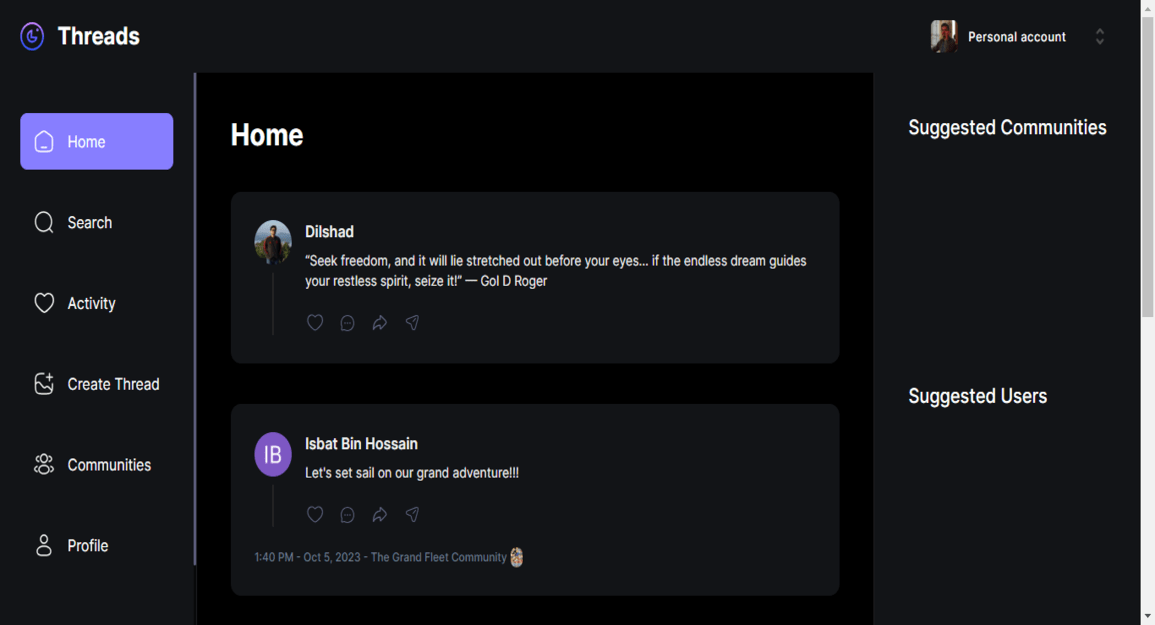 Threads
Personal account
Home
Search
Activity
Create Thread
Communities
Profile
Home
Dilshad
“Seek freedom, and it will lie stretched out before your eyes... if the endless dream guides
your restless spirit, seize it!” — Gol D Roger
IB
Isbat Bin Hossain
Let's set sail on our grand adventure!!!
1:40 PM - Oct 5, 2023 - The Grand Fleet Community
Suggested Communities
Suggested Users